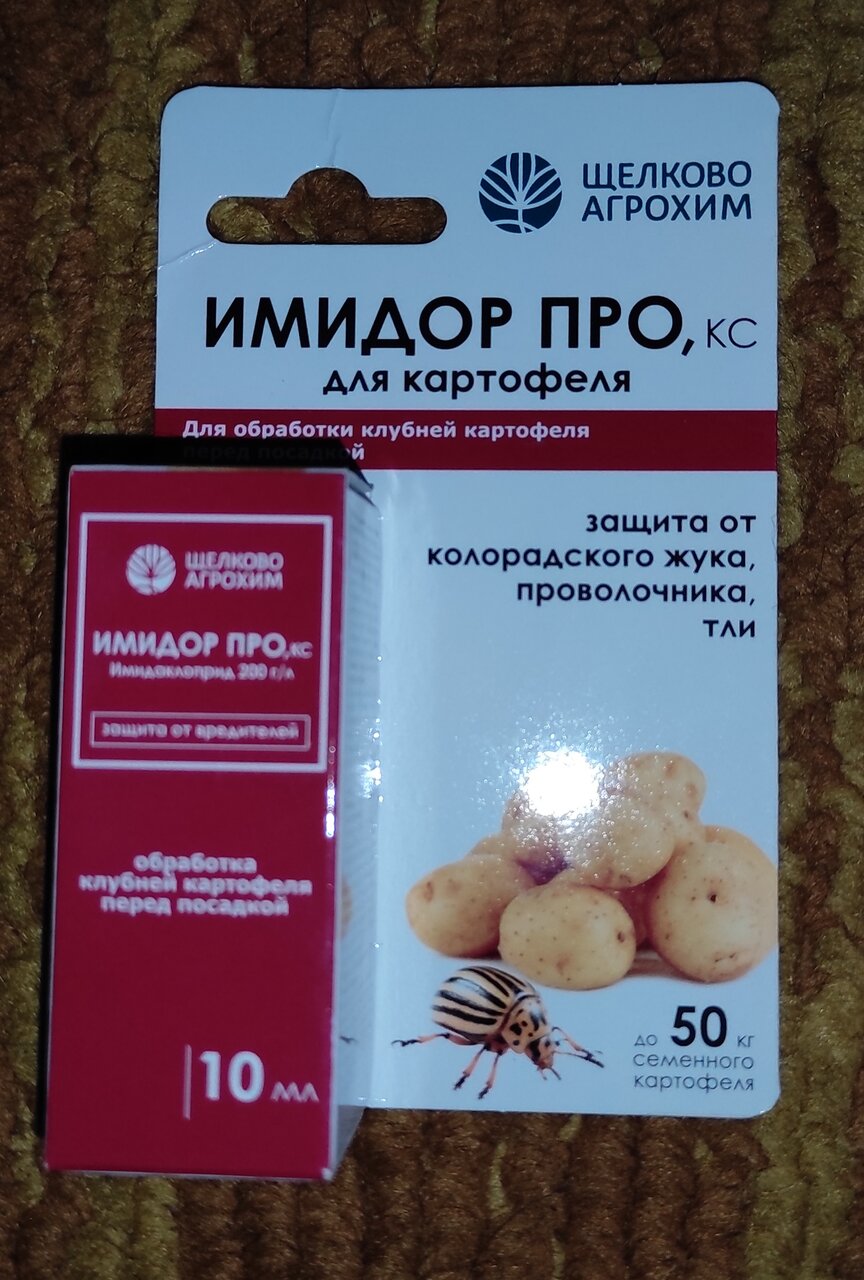 ЩЕЛКОВО
АГРОХИМ
ИМИДОР ПРО, КС
для картофеля
Для обработки клубней картофеля
перед посадкой
защита от
колорадского жука,
проволочника,
тли
до 50 кг
семенного
картофеля
ЩЕЛКОВО
АГРОХИМ
ИМИДОР ПРО, КС
Имидаклоприд 200 г/л
защита от вредителей
обработка
клубней картофеля
перед посадкой
10 мл